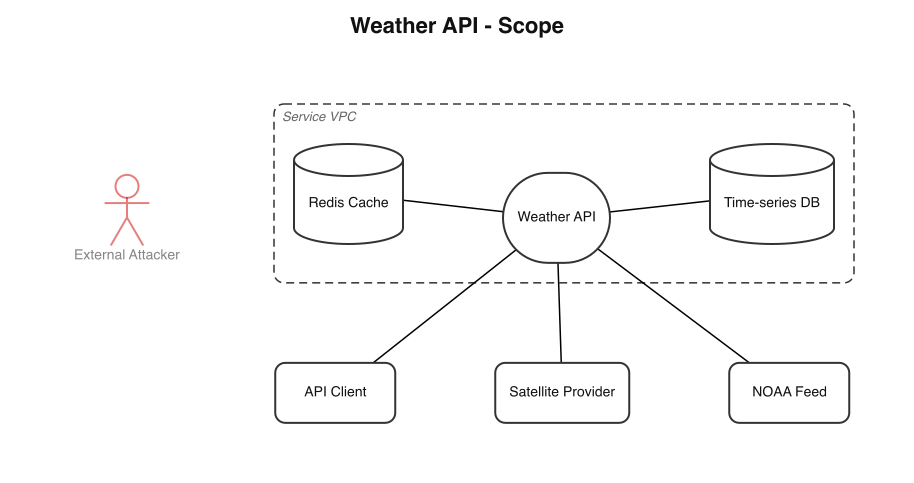 Weather API - Scope
Service VPC
Redis Cache
Weather API
Time-series DB
External Attacker
API Client
Satellite Provider
NOAA Feed